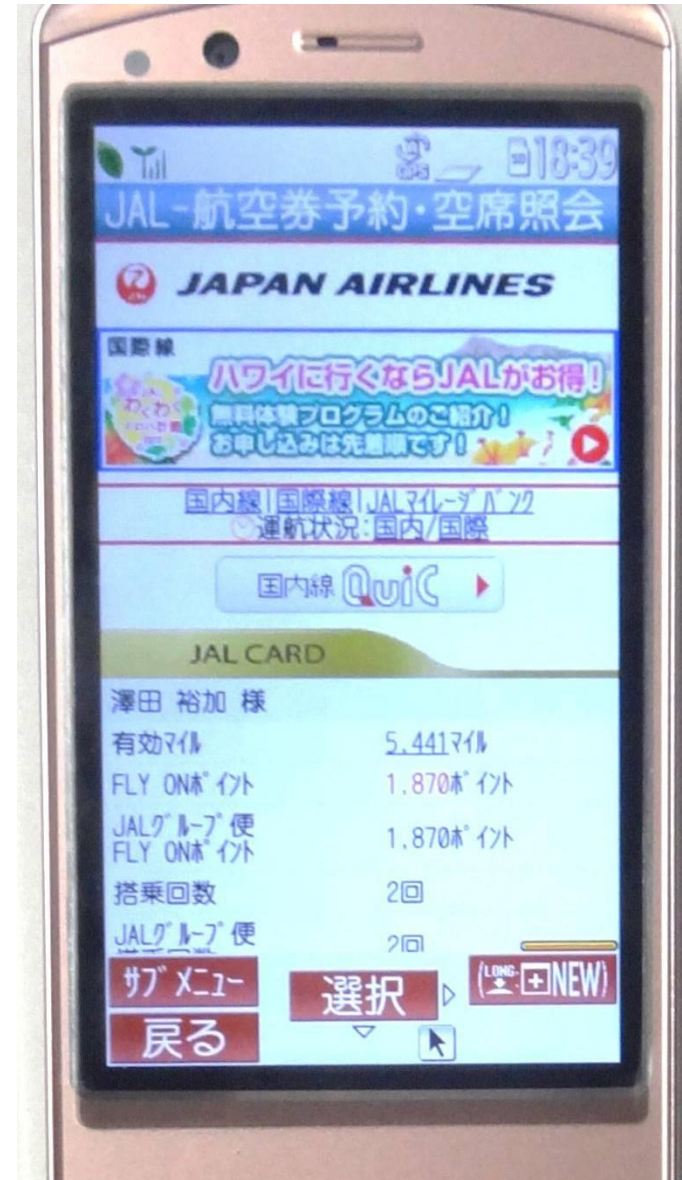 18:39
JAL-航空券予約・空席照会
JAPAN AIRLINES
国際線
ハワイに行くならJALがお得!
わくわく
無料体験プログラムのご紹介!
お申し込みは先着順です!
国内線|国際線|JALマイレージバンク
運航状況:国内/国際
国内線 QuiC
JAL CARD
澤田 裕加 様
有効マイル 5,441マイル
FLY ONポイント 1,870ポイント
JALグループ便
FLY ONポイント 1,870ポイント
搭乗回数 2回
JALグループ便
2回
サブメニュー
選択
(LONG: +NEW)
戻る